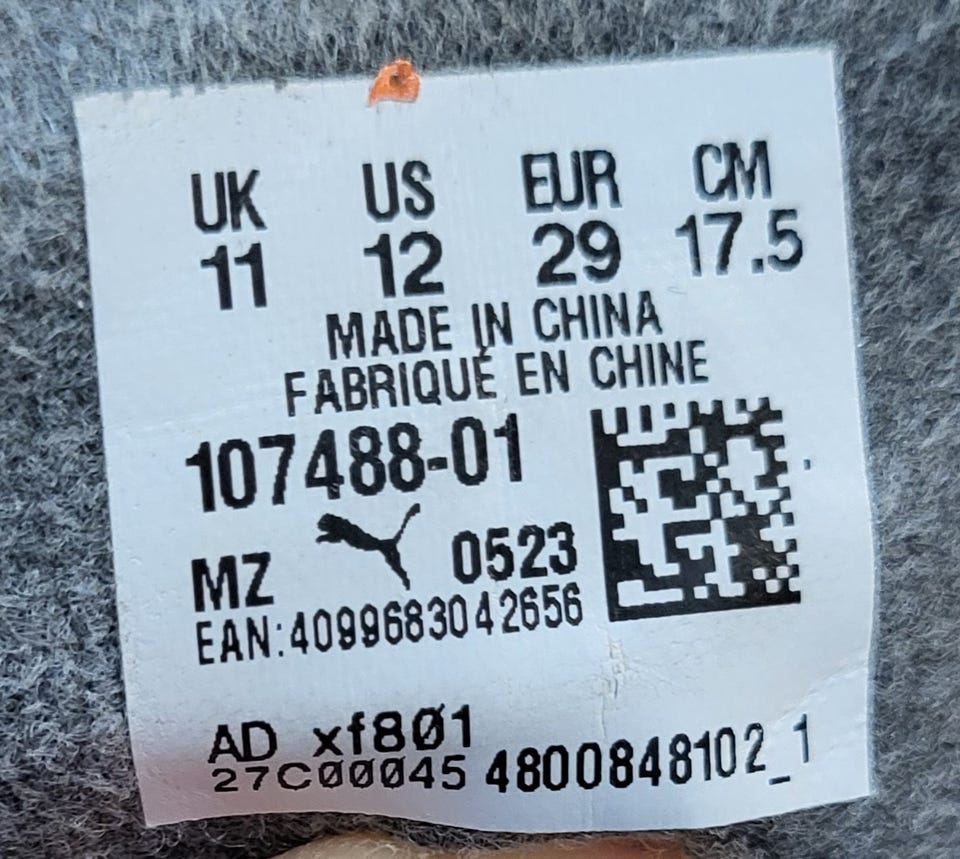 UK US EUR CM
11 12 29 17.5
MADE IN CHINA
FABRIQUÉ EN CHINE
107488-01
MZ 0523
EAN:4099683042656
AD xf801
27C00045 4800848102_1